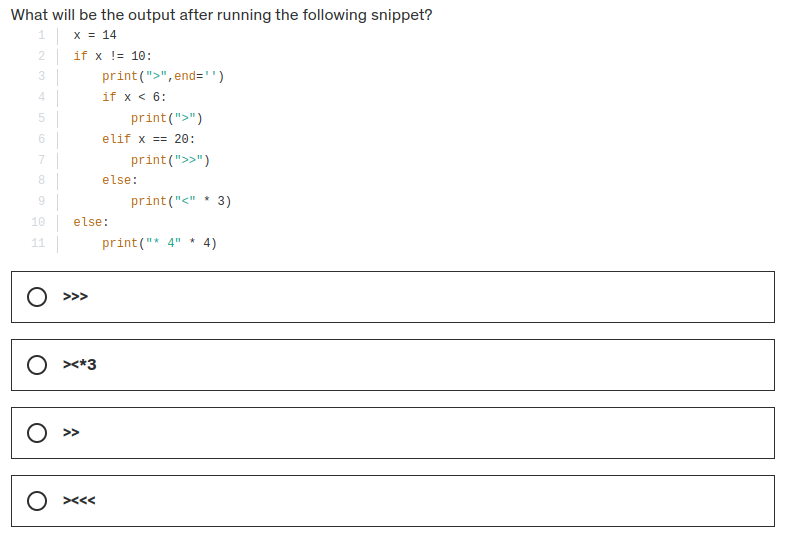 What will be the output after running the following snippet?
1 x = 14
2 if x != 10:
3     print(">",end='')
4     if x < 6:
5         print(">")
6     elif x == 20:
7         print(">>")
8     else:
9         print("<" * 3)
10 else:
11     print("* 4" * 4)
>>>
><*3
>>
><<<